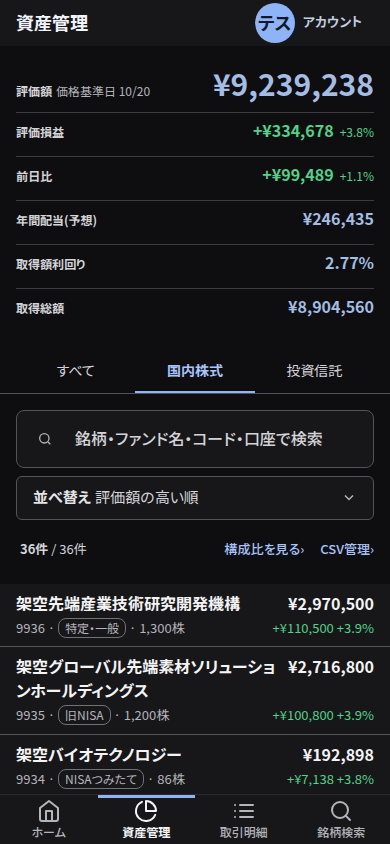 資産管理
テス アカウント
評価額 価格基準日 10/20 ¥9,239,238
評価損益 +¥334,678 +3.8%
前日比 +¥99,489 +1.1%
年間配当(予想) ¥246,435
取得額利回り 2.77%
取得総額 ¥8,904,560
すべて 国内株式 投資信託
銘柄・ファンド名・コード・口座で検索
並べ替え 評価額の高い順
36件 / 36件 構成比を見る› CSV管理›
架空先端産業技術研究開発機構 ¥2,970,500
9936 · 特定・一般 · 1,300株 +¥110,500 +3.9%
架空グローバル先端素材ソリューショ ¥2,716,800
ンホールディングス
9935 · 旧NISA · 1,200株 +¥100,800 +3.9%
架空バイオテクノロジー ¥192,898
9934 · NISAつみたて · 86株 +¥7,138 +3.8%
ホーム 資産管理 取引明細 銘柄検索